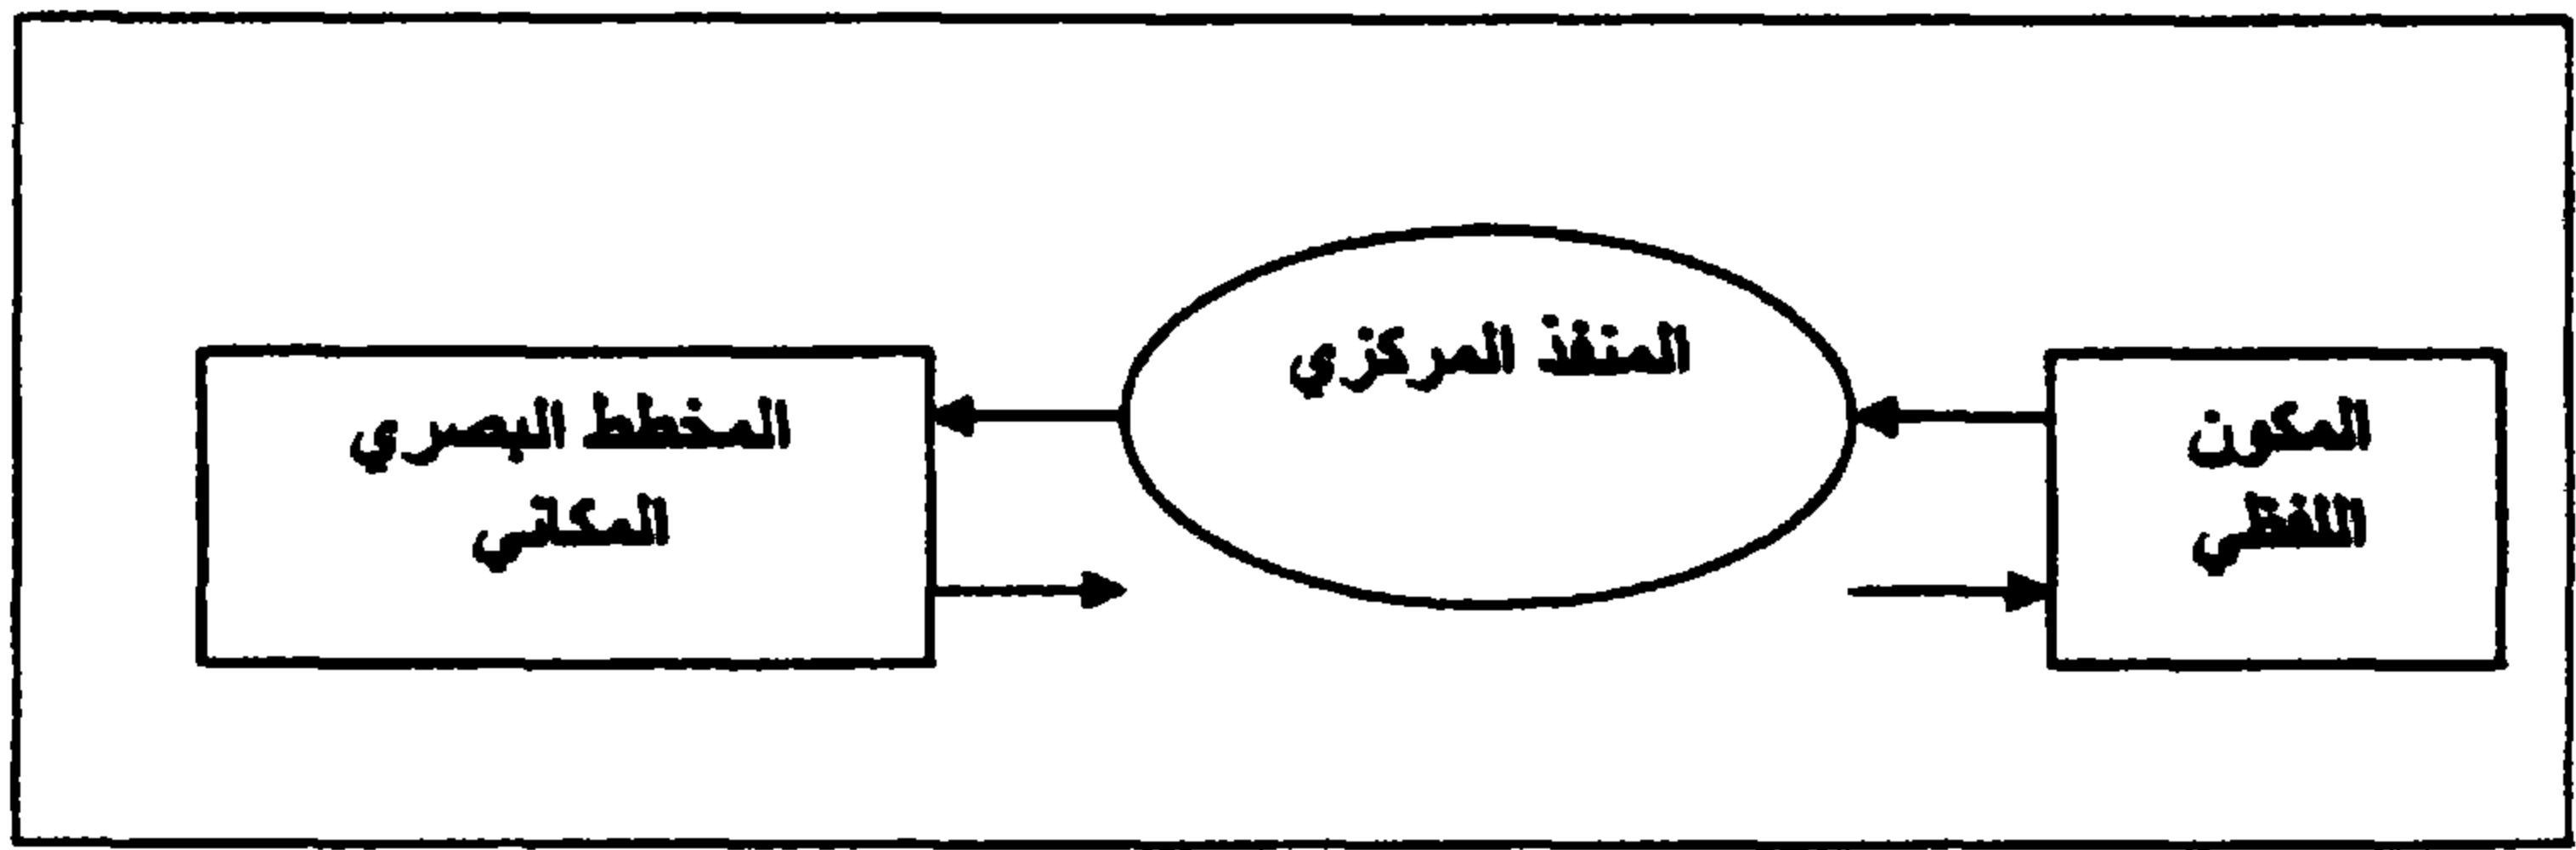 المكون
اللفظي
المنفذ المركزي
المخطط البصري
المكاني